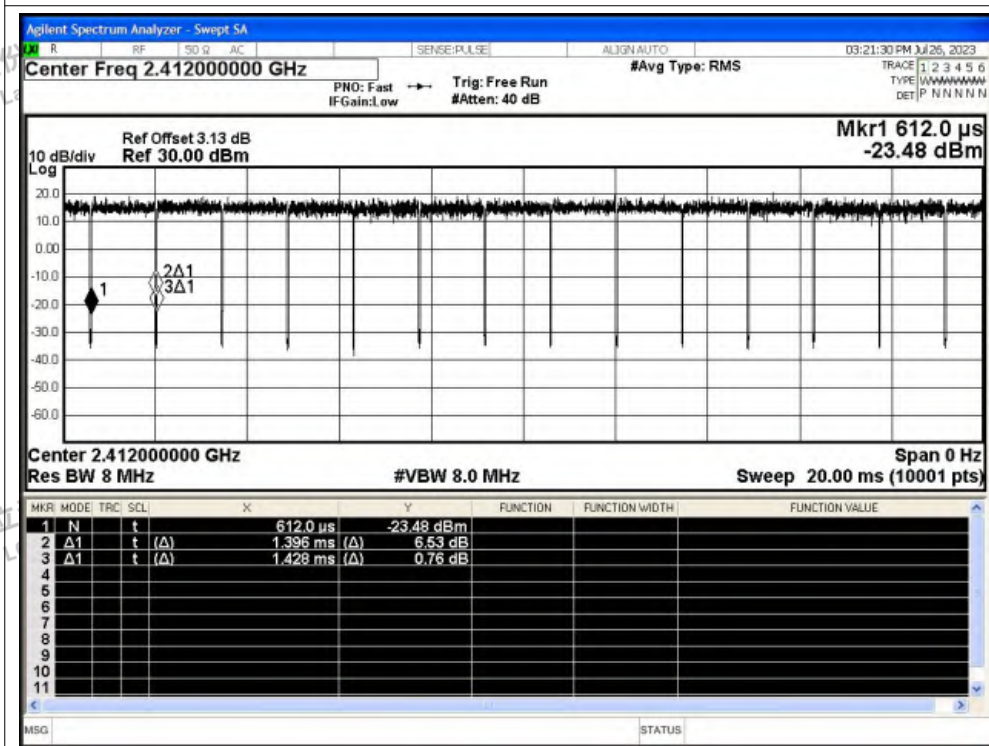 Agilent Spectrum Analyzer - Swept SA
R RF 50 Ω AC SENSE:PULSE ALIGN AUTO 03:21:30 PM Jul 26, 2023
Center Freq 2.412000000 GHz #Avg Type: RMS TRACE 1 2 3 4 5 6
PNO: Fast Trig: Free Run TYPE WWWWWW
IFGain:Low #Atten: 40 dB DET P N N N N N
Mkr1 612.0 µs
Ref Offset 3.13 dB
10 dB/div Ref 30.00 dBm -23.48 dBm
Log
20.0
10.0
0.00
-10.0
2Δ1
1 3Δ1
-20.0
-30.0
-40.0
-50.0
-60.0
Center 2.412000000 GHz Span 0 Hz
Res BW 8 MHz #VBW 8.0 MHz Sweep 20.00 ms (10001 pts)
MKR MODE TRC SCL X Y FUNCTION FUNCTION WIDTH FUNCTION VALUE
1 N t 612.0 µs -23.48 dBm
2 Δ1 t (Δ) 1.396 ms (Δ) 6.53 dB
3 Δ1 t (Δ) 1.428 ms (Δ) 0.76 dB
4
5
6
7
8
9
10
11
MSG STATUS